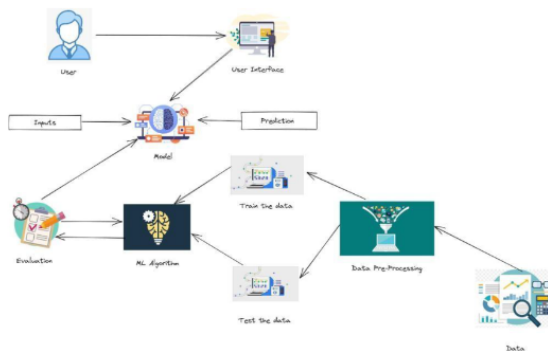 User
User Interface
Inputs
Prediction
Model
Train the data
Evaluation
ML Algorithm
Data Pre-Processing
Test the data
Data